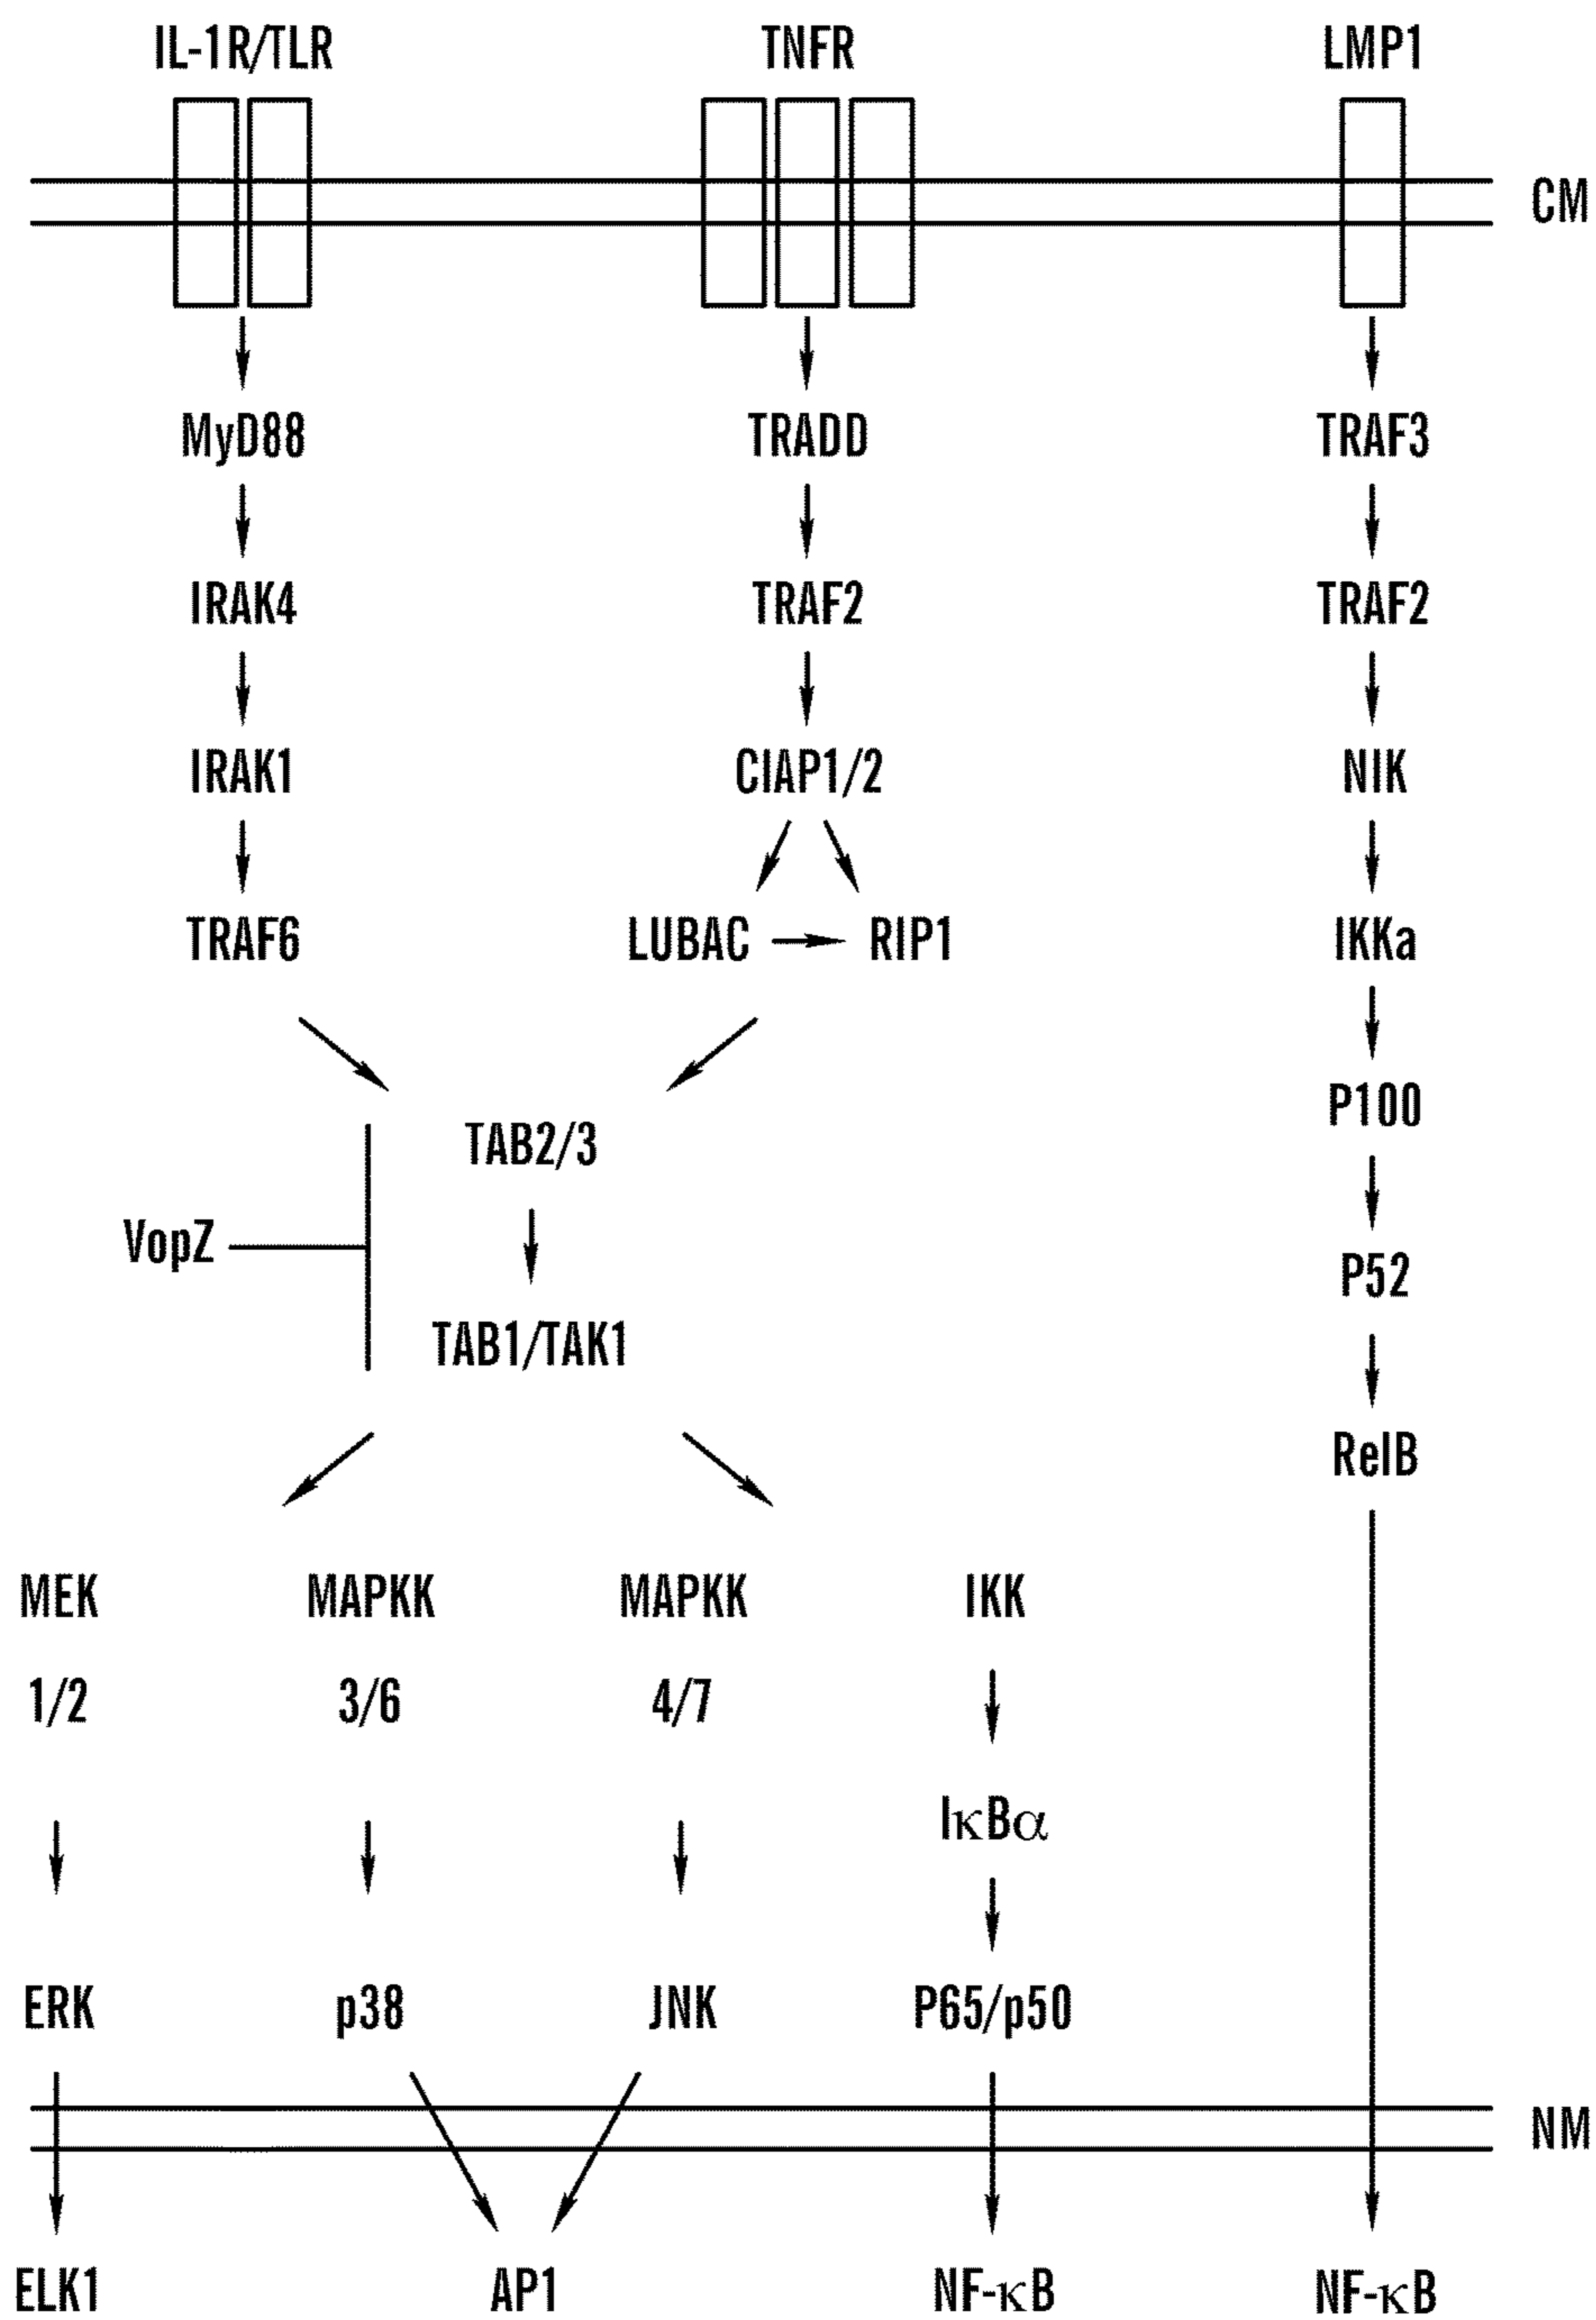 IL-1R/TLR TNFR LMP1
CM
MyD88 TRADD TRAF3
IRAK4 TRAF2 TRAF2
IRAK1 CIAP1/2 NIK
TRAF6 LUBAC RIP1 IKKa
P100
TAB2/3
VopZ
P52
TAB1/TAK1
RelB
MEK MAPKK MAPKK IKK
1/2 3/6 4/7
IκBα
ERK p38 JNK P65/p50
NM
ELK1 AP1 NF-κB NF-κB